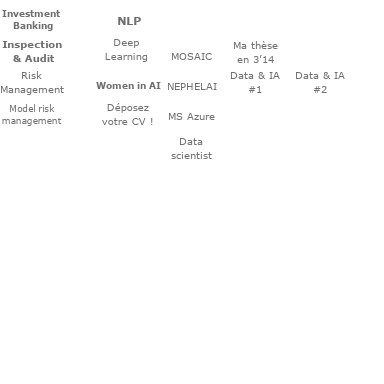 Investment
Banking
NLP
Inspection
& Audit
Deep
Learning
MOSAIC
Ma thèse
en 3’14
Risk
Management
Women in AI
NEPHELAI
Data & IA
#1
Data & IA
#2
Model risk
management
Déposez
votre CV !
MS Azure
Data
scientist